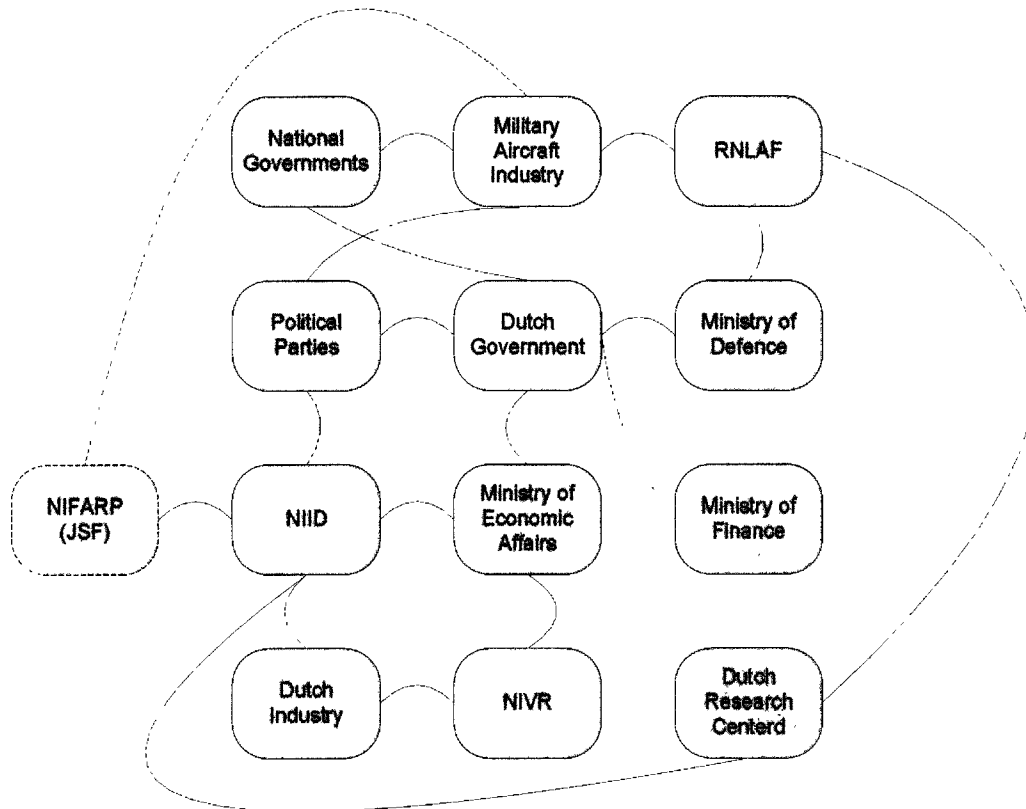 National
Governments
Military
Aircraft
Industry
RNLAF
Political
Parties
Dutch
Government
Ministry of
Defence
NIFARP
(JSF)
NIID
Ministry of
Economic
Affairs
Ministry of
Finance
Dutch
Industry
NIVR
Dutch
Research
Centerd